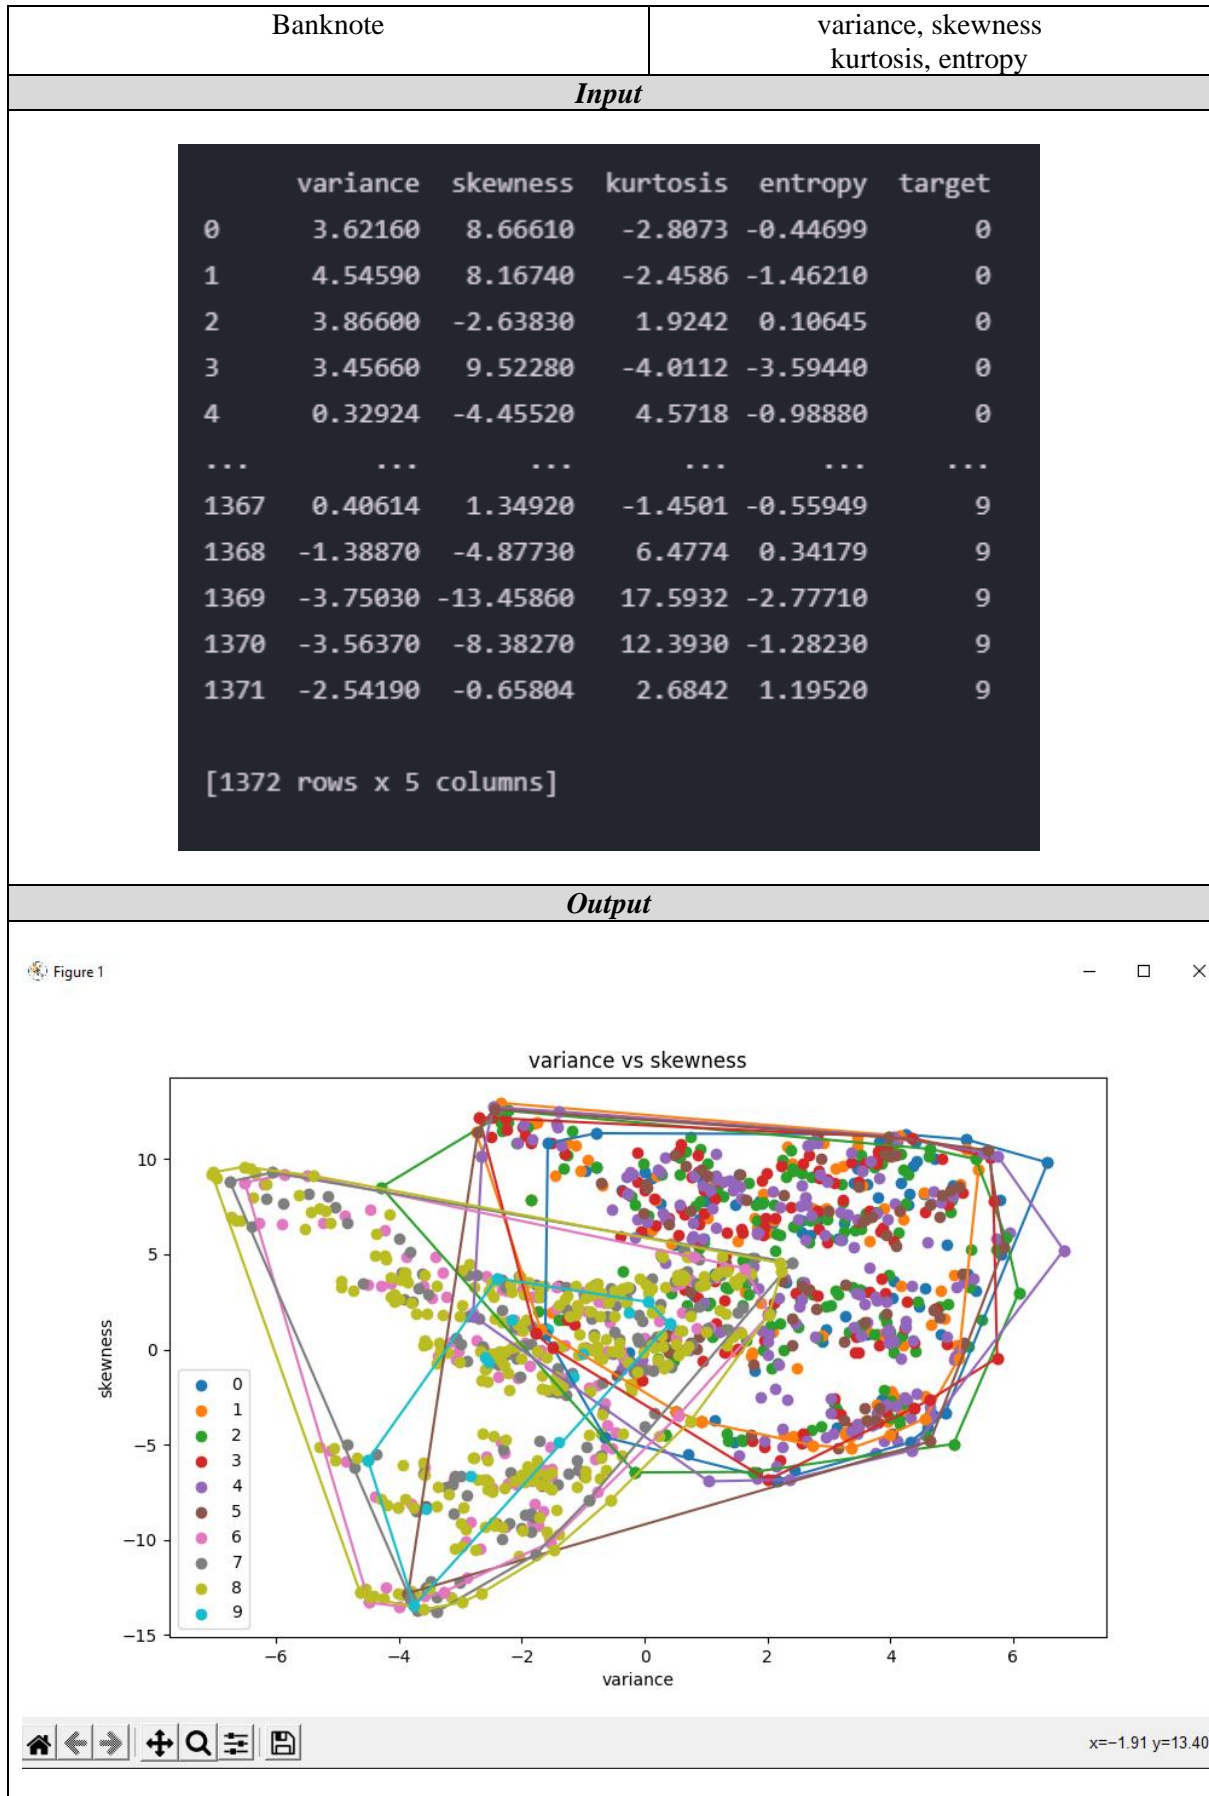 Banknote
variance, skewness
kurtosis, entropy
Input
variance skewness kurtosis entropy target
0 3.62160 8.66610 -2.8073 -0.44699 0
1 4.54590 8.16740 -2.4586 -1.46210 0
2 3.86600 -2.63830 1.9242 0.10645 0
3 3.45660 9.52280 -4.0112 -3.59440 0
4 0.32924 -4.45520 4.5718 -0.98880 0
... ... ... ... ... ...
1367 0.40614 1.34920 -1.4501 -0.55949 9
1368 -1.38870 -4.87730 6.4774 0.34179 9
1369 -3.75030 -13.45860 17.5932 -2.77710 9
1370 -3.56370 -8.38270 12.3930 -1.28230 9
1371 -2.54190 -0.65804 2.6842 1.19520 9
[1372 rows x 5 columns]
Output
Figure 1
variance vs skewness
10
5
0
−5
−10
−15
skewness
0
1
2
3
4
5
6
7
8
9
−6 −4 −2 0 2 4 6
variance
x=−1.91 y=13.40